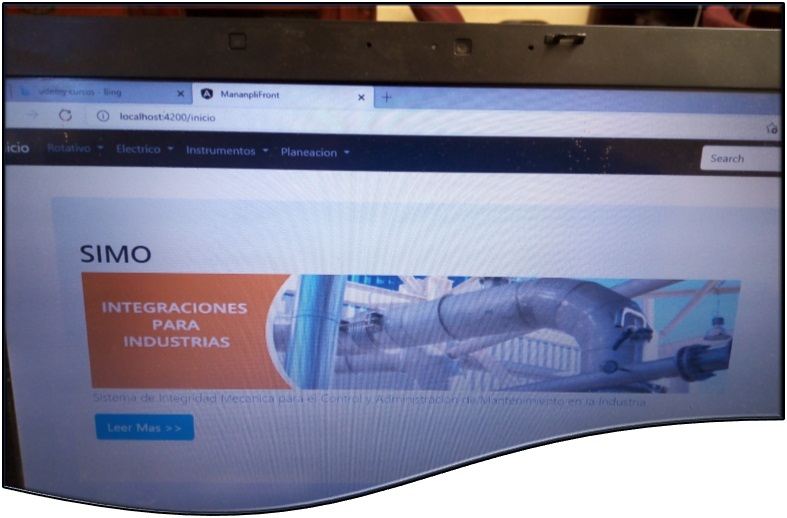 udemy cursos - Bing
MananpliFront
localhost:4200/inicio
icio Rotativo Electrico Instrumentos Planeacion Search
SIMO
INTEGRACIONES
PARA
INDUSTRIAS
Sistema de Integridad Mecanica para el Control y Administracion de Mantenimiento en la Industria
Leer Mas >>